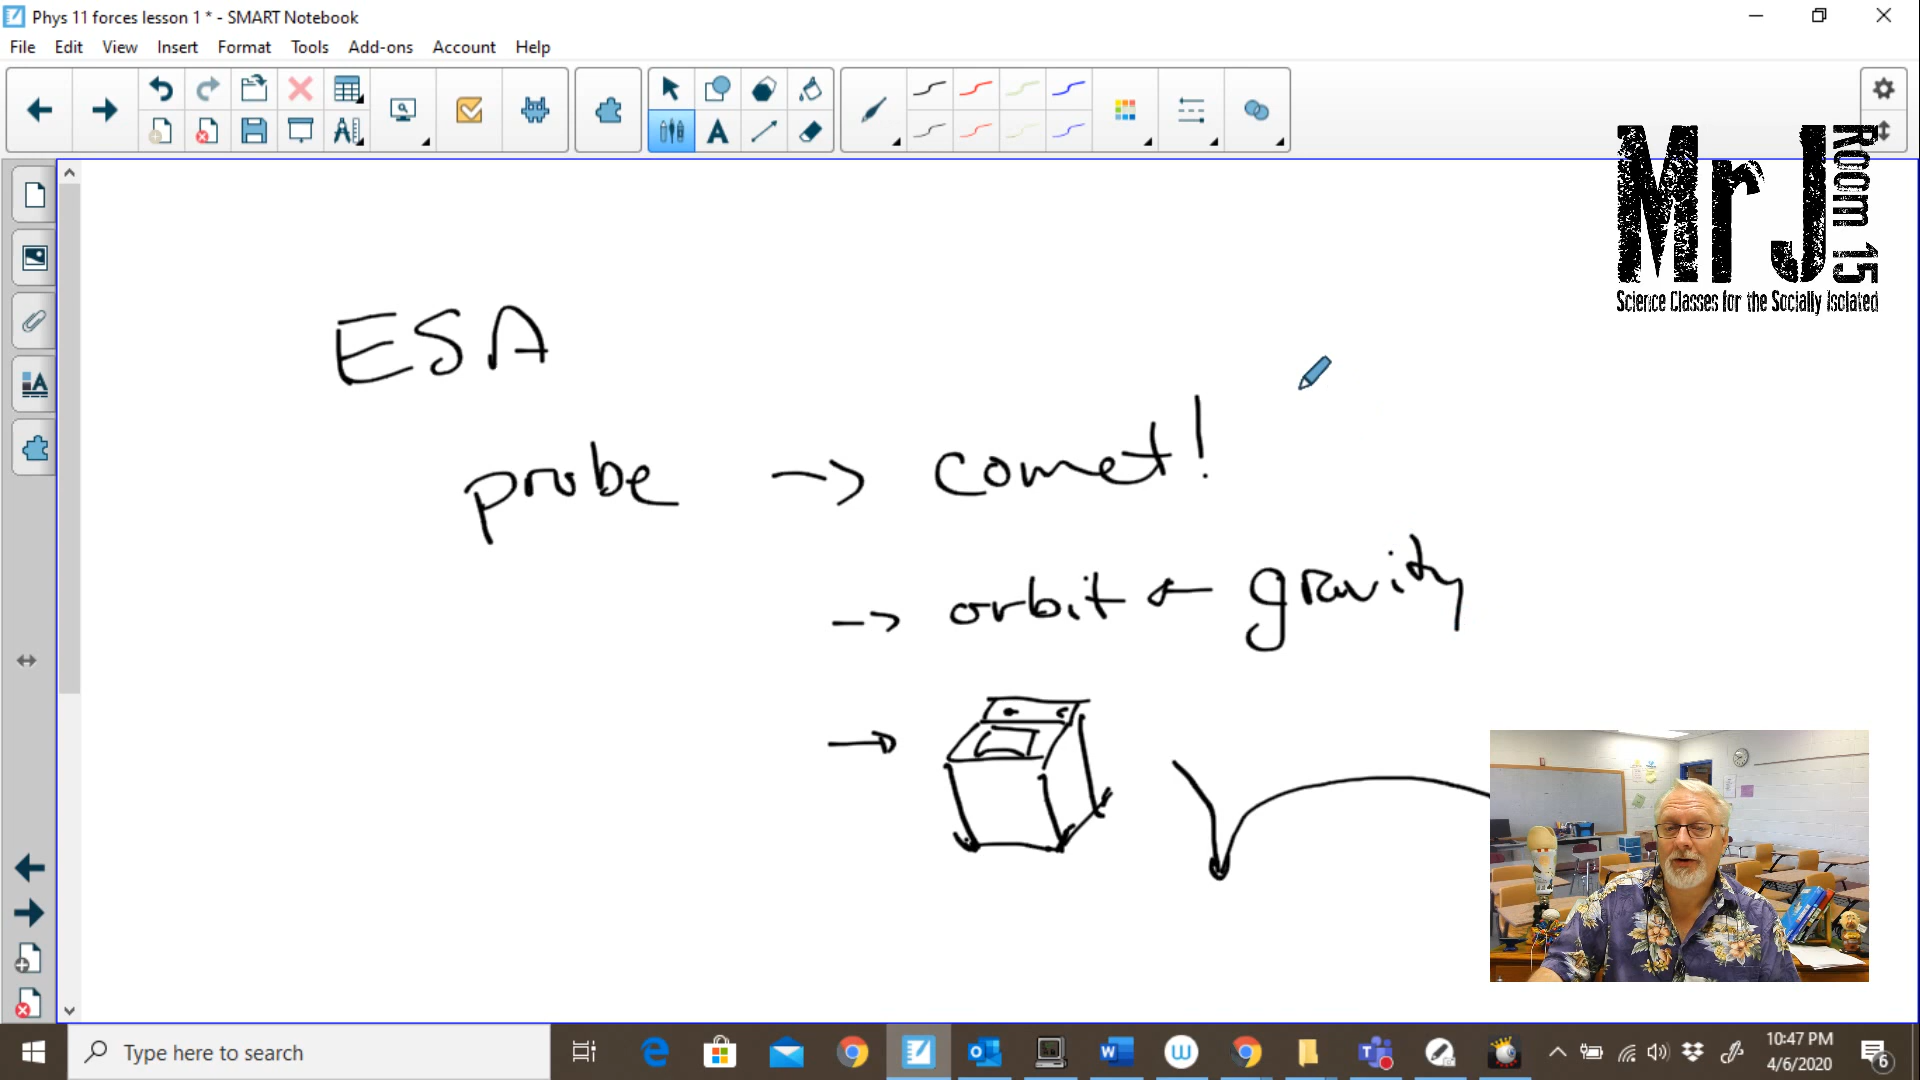 Phys 11 forces lesson 1 * - SMART Notebook
File Edit View Insert Format Tools Add-ons Account Help
MrJ
Room 15
Science Classes for the Socially Isolated
ESA
probe -> comet!
-> orbit <- gravity
->
Type here to search
10:47 PM
4/6/2020
6